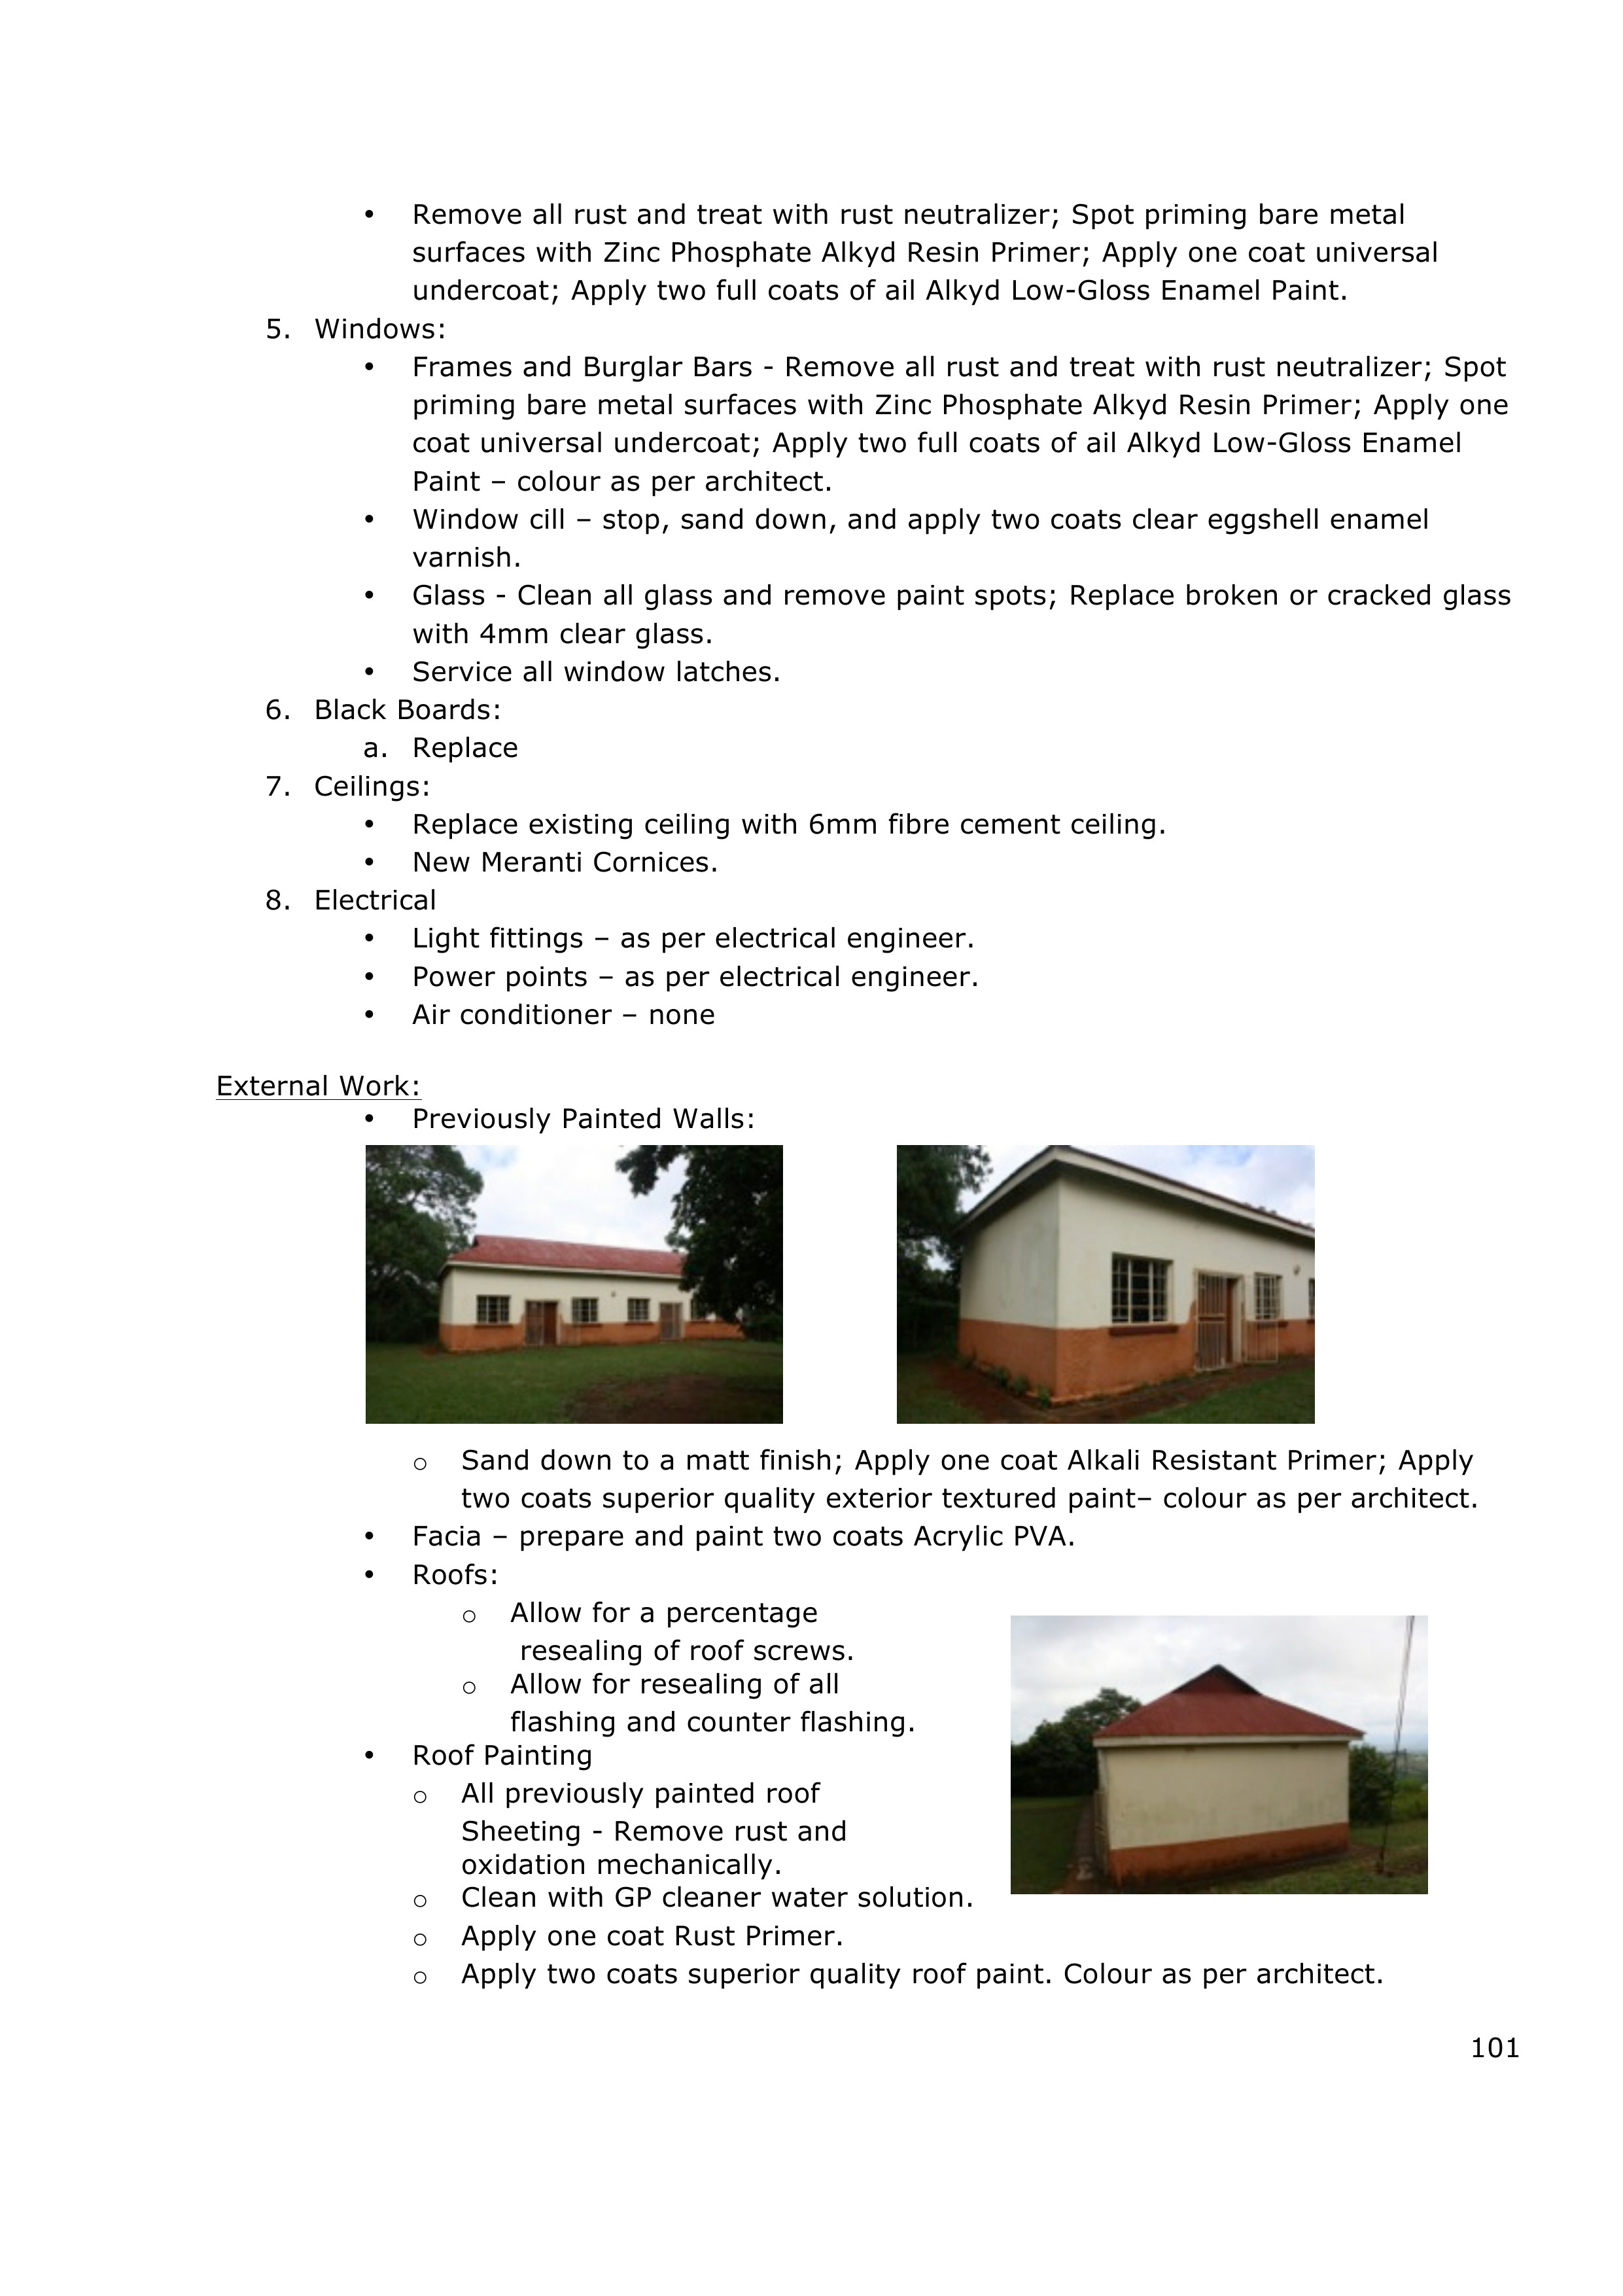 • Remove all rust and treat with rust neutralizer; Spot priming bare metal
surfaces with Zinc Phosphate Alkyd Resin Primer; Apply one coat universal
undercoat; Apply two full coats of ail Alkyd Low-Gloss Enamel Paint.
5. Windows:
• Frames and Burglar Bars - Remove all rust and treat with rust neutralizer; Spot
priming bare metal surfaces with Zinc Phosphate Alkyd Resin Primer; Apply one
coat universal undercoat; Apply two full coats of ail Alkyd Low-Gloss Enamel
Paint – colour as per architect.
• Window cill – stop, sand down, and apply two coats clear eggshell enamel
varnish.
• Glass - Clean all glass and remove paint spots; Replace broken or cracked glass
with 4mm clear glass.
• Service all window latches.
6. Black Boards:
a. Replace
7. Ceilings:
• Replace existing ceiling with 6mm fibre cement ceiling.
• New Meranti Cornices.
8. Electrical
• Light fittings – as per electrical engineer.
• Power points – as per electrical engineer.
• Air conditioner – none
External Work:
• Previously Painted Walls:
o Sand down to a matt finish; Apply one coat Alkali Resistant Primer; Apply
two coats superior quality exterior textured paint– colour as per architect.
• Facia – prepare and paint two coats Acrylic PVA.
• Roofs:
o Allow for a percentage
resealing of roof screws.
o Allow for resealing of all
flashing and counter flashing.
• Roof Painting
o All previously painted roof
Sheeting - Remove rust and
oxidation mechanically.
o Clean with GP cleaner water solution.
o Apply one coat Rust Primer.
o Apply two coats superior quality roof paint. Colour as per architect.
101